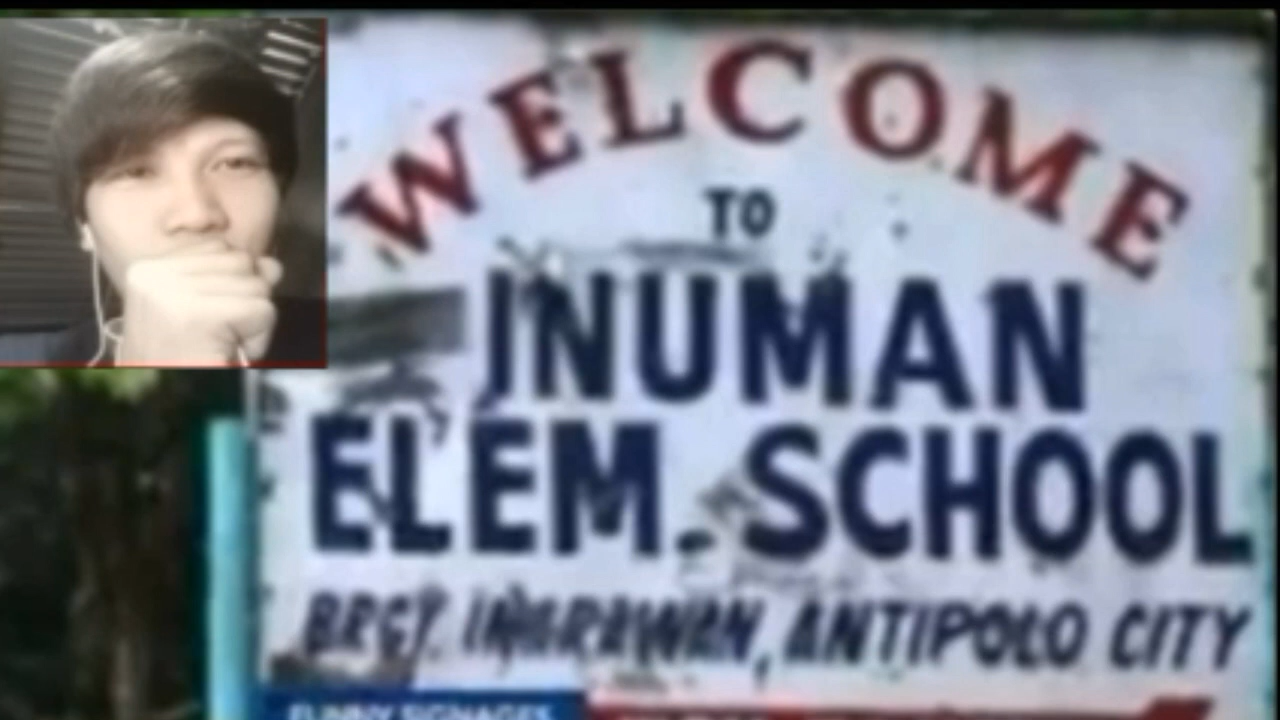 WELCOME
TO
INUMAN
ELEM. SCHOOL
BRGY. INARAWAN, ANTIPOLO CITY
FUNNY SIGNAGES